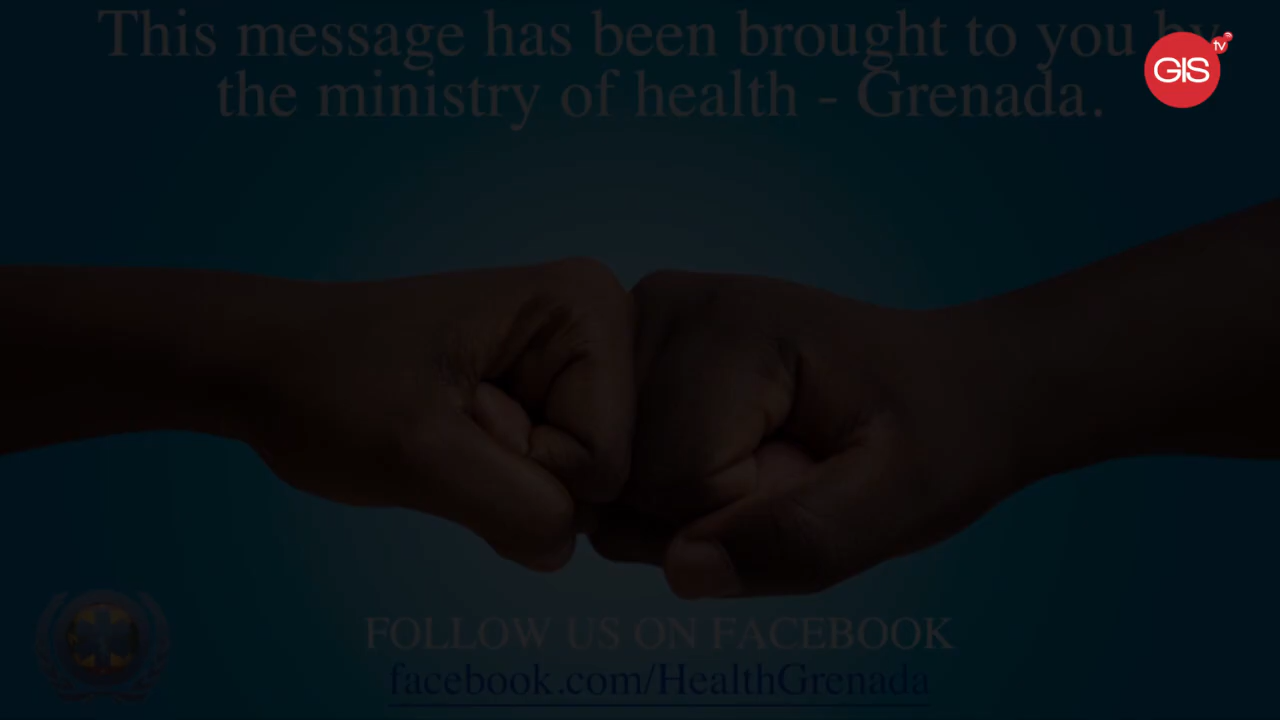 This message has been brought to you by
the ministry of health - Grenada.
GIS
tv
FOLLOW US ON FACEBOOK
facebook.com/HealthGrenada